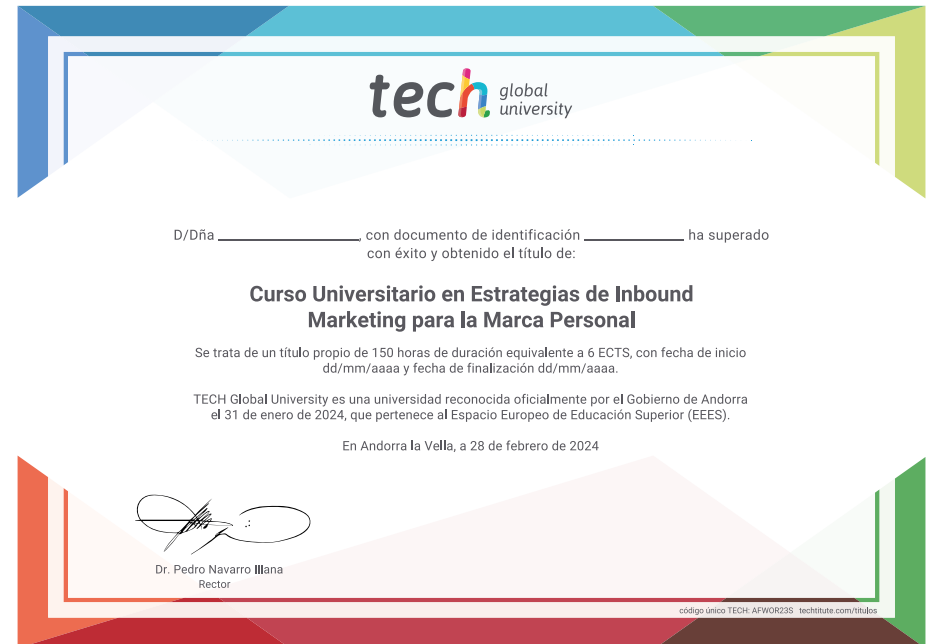 tech global university
D/Dña ____________, con documento de identificación ____________ ha superado
con éxito y obtenido el título de:
Curso Universitario en Estrategias de Inbound
Marketing para la Marca Personal
Se trata de un título propio de 150 horas de duración equivalente a 6 ECTS, con fecha de inicio
dd/mm/aaaa y fecha de finalización dd/mm/aaaa.
TECH Global University es una universidad reconocida oficialmente por el Gobierno de Andorra
el 31 de enero de 2024, que pertenece al Espacio Europeo de Educación Superior (EEES).
En Andorra la Vella, a 28 de febrero de 2024
Dr. Pedro Navarro Illana
Rector
código único TECH: AFWOR23S techtitute.com/titulos